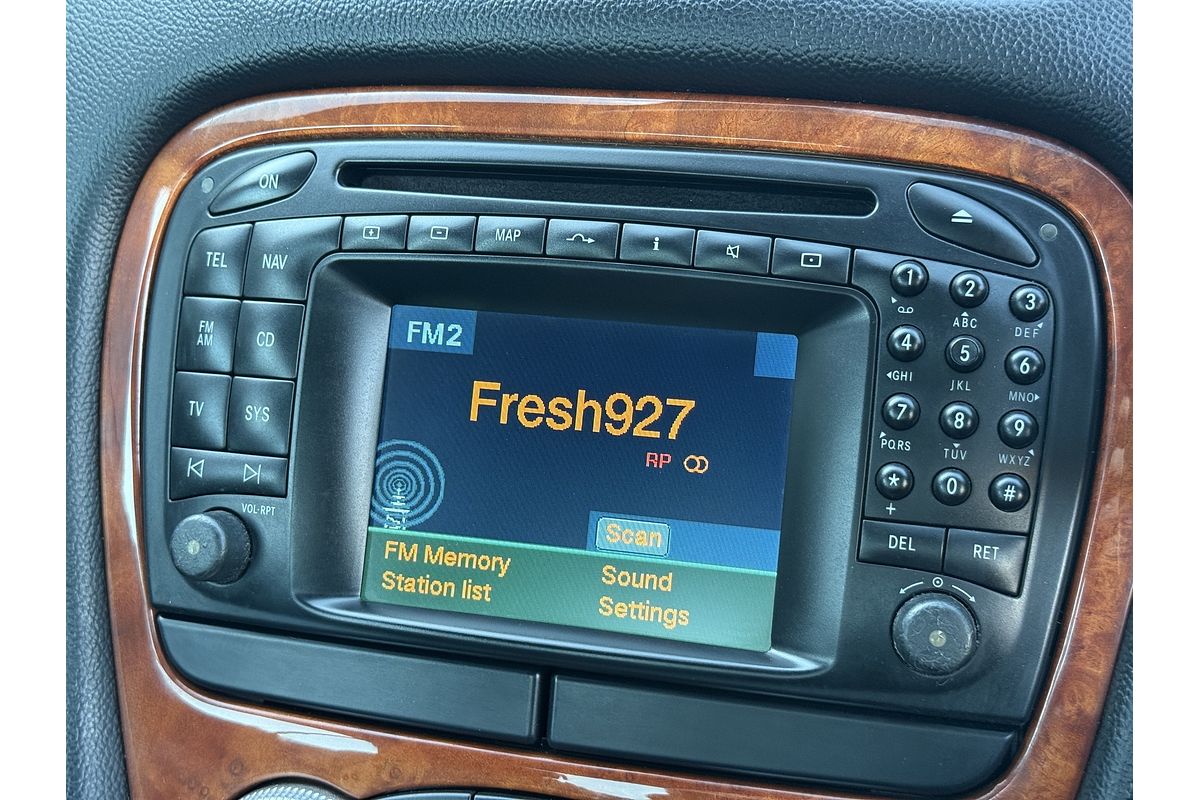 ON
TEL NAV MAP i
FM
AM
CD
TV SYS
VOL-RPT
FM2
Fresh927
RP
Scan
FM Memory
Sound
Station list
Settings
1 2 3
ABC DEF
4 5 6
GHI JKL MNO
7 8 9
PQRS TUV WXYZ
* 0 #
+
DEL RET